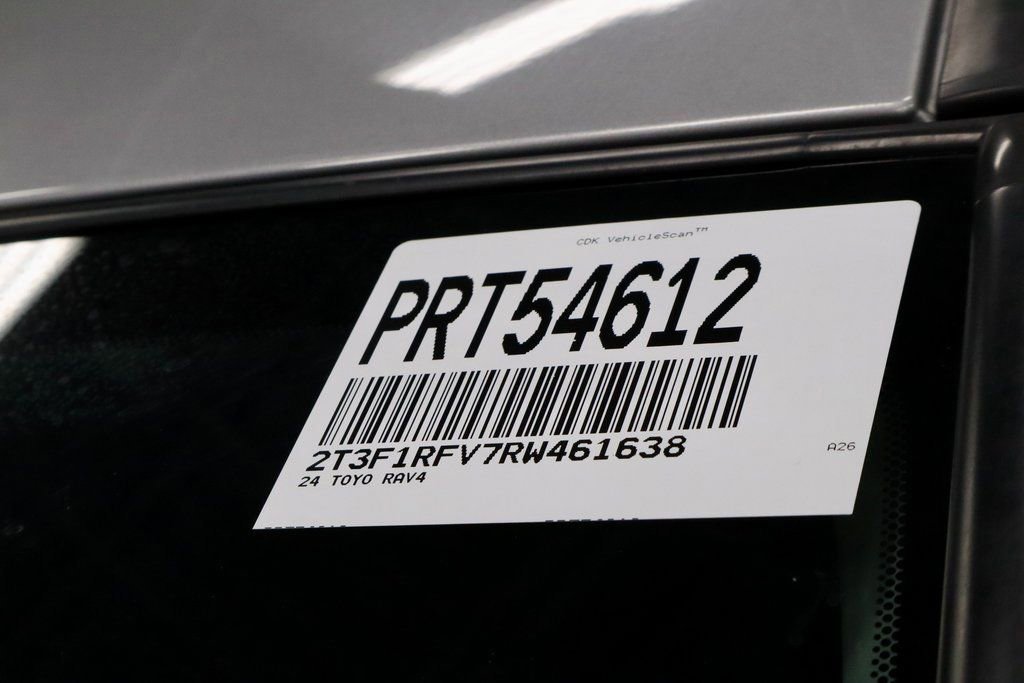 CDK VehicleScan™
PRT54612
2T3F1RFV7RW461638
24 TOYO RAV4
A26